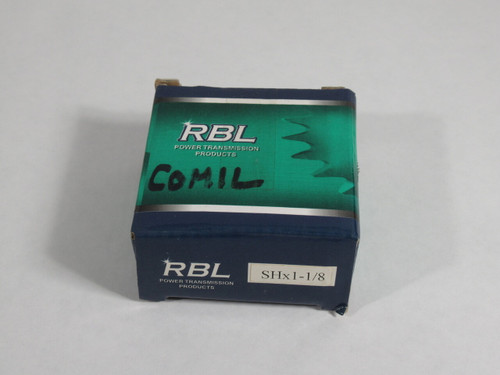 RBL
POWER TRANSMISSION
PRODUCTS
COMIL
RBL
POWER TRANSMISSION
PRODUCTS
SHx1-1/8